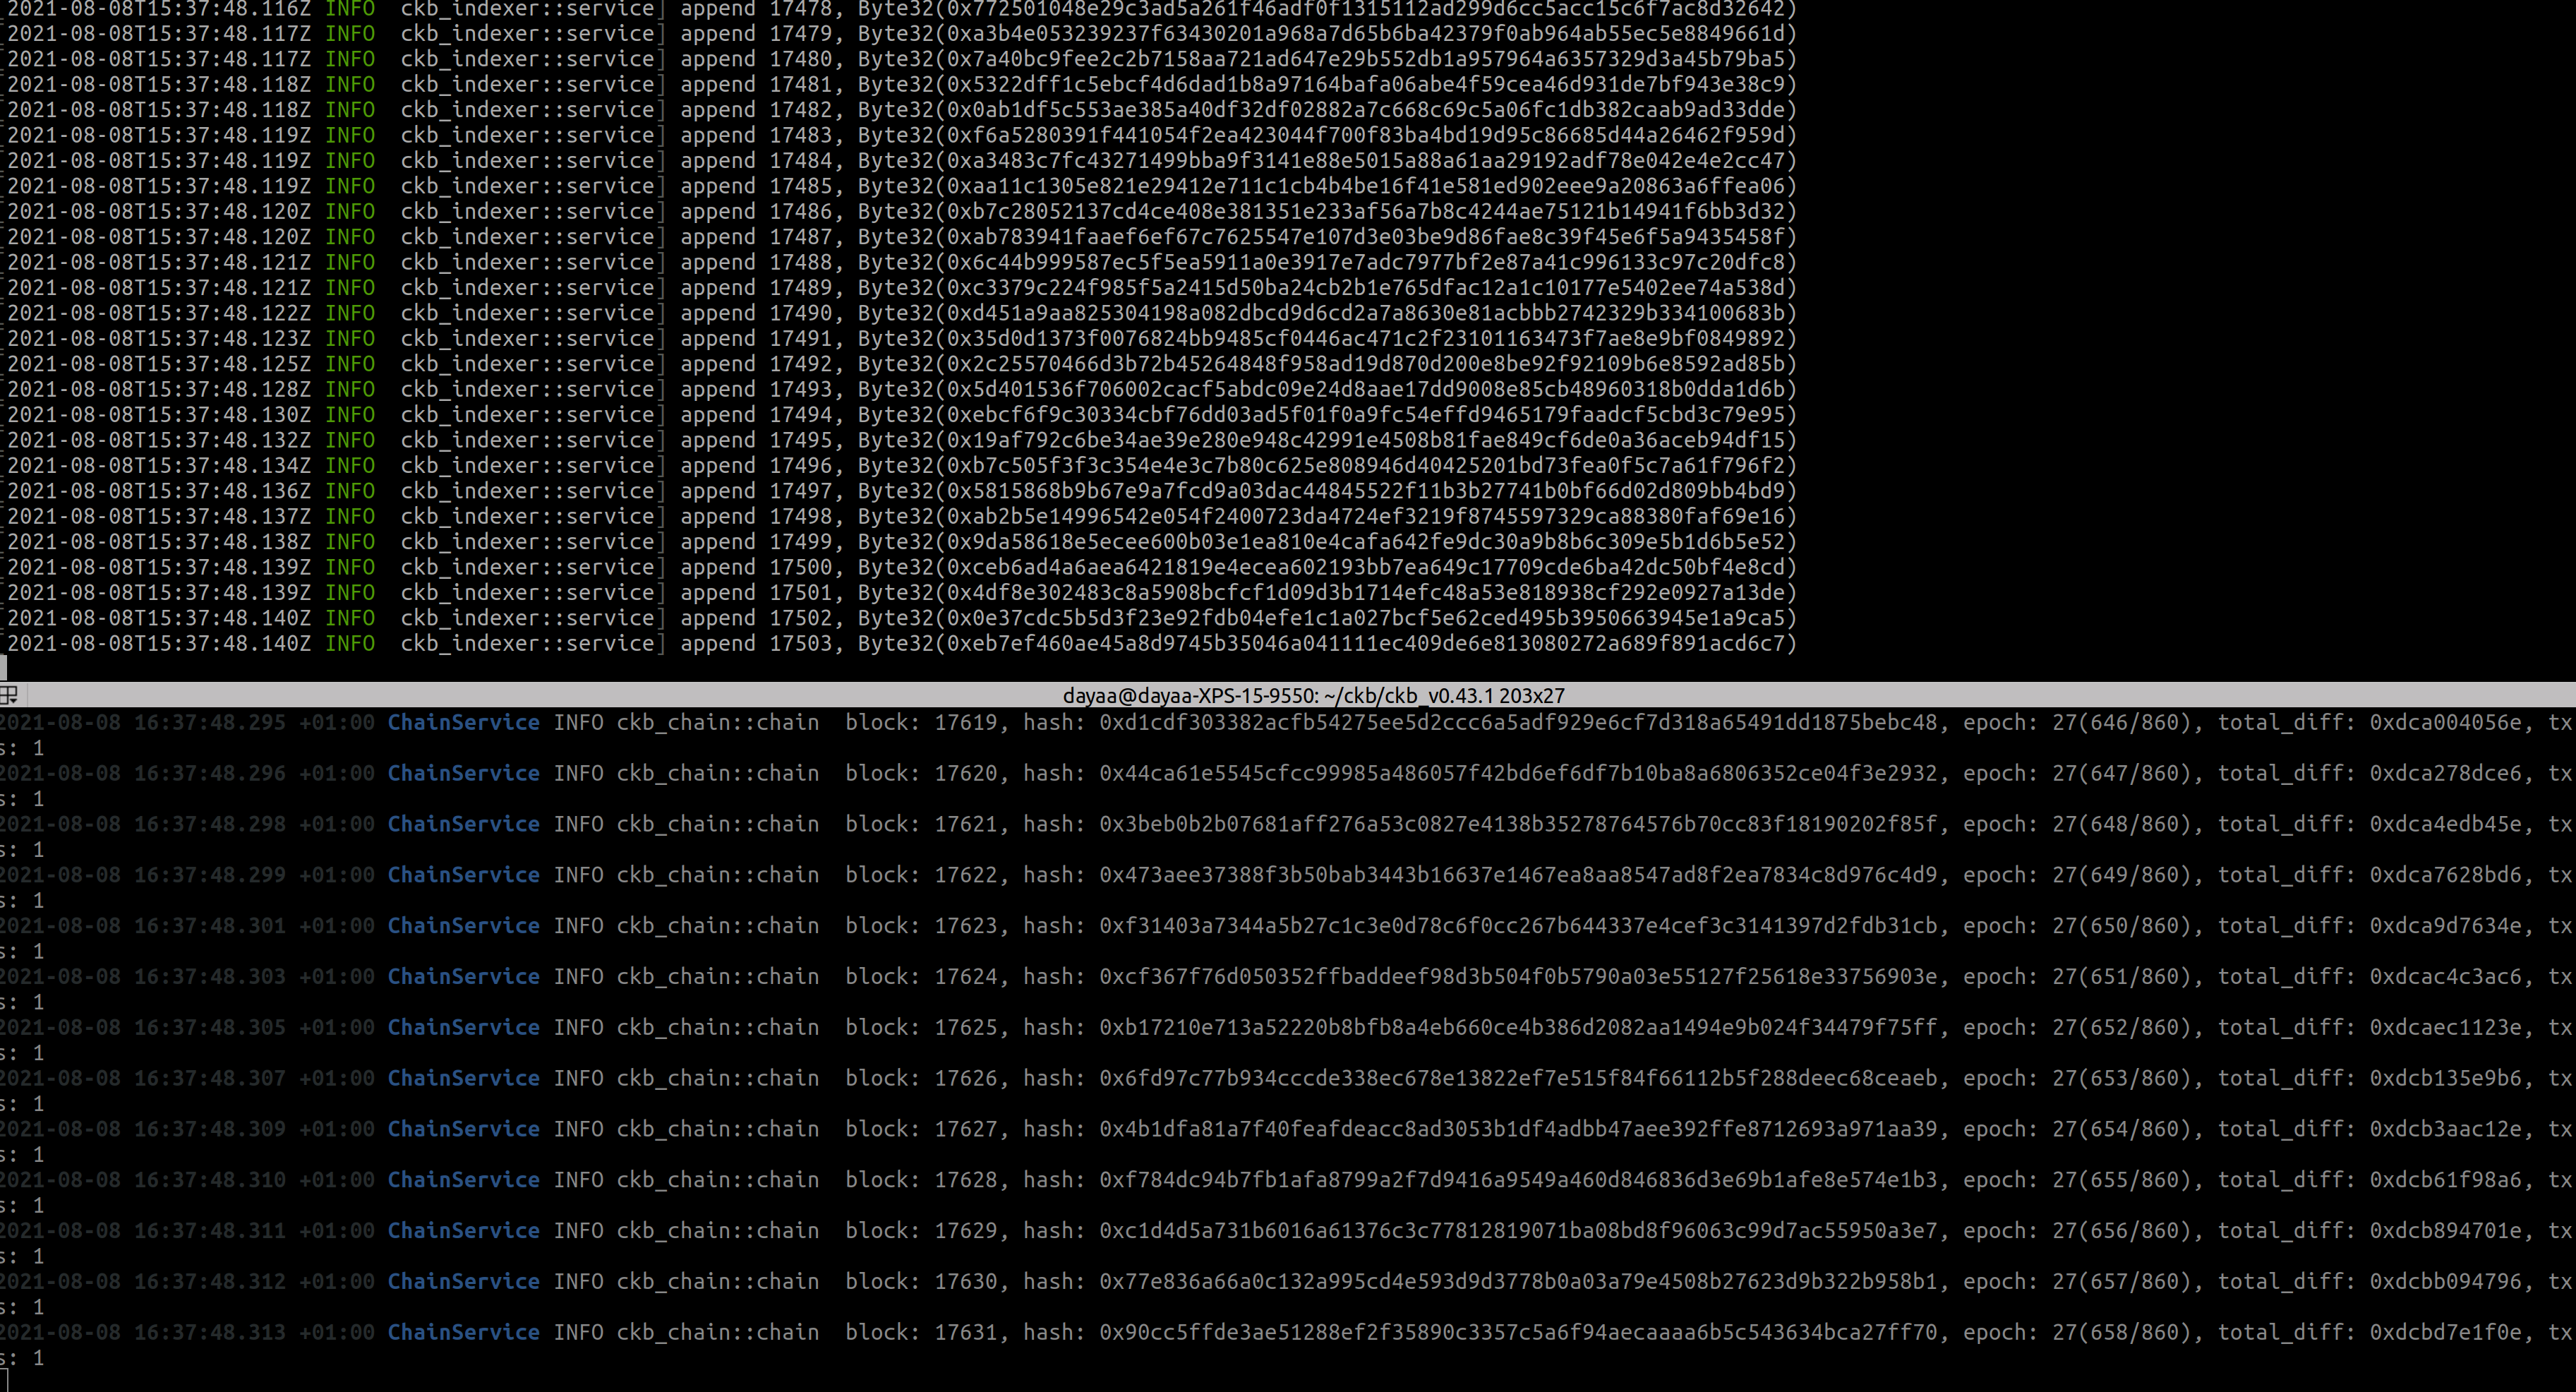 2021-08-08T15:37:48.116Z INFO ckb_indexer::service] append 17478, Byte32(0x772501048e29c3ad5a261f46adf0f1315112ad299d6cc5acc15c6f7ac8d32642)
2021-08-08T15:37:48.117Z INFO ckb_indexer::service] append 17479, Byte32(0xa3b4e053239237f63430201a968a7d65b6ba42379f0ab964ab55ec5e8849661d)
2021-08-08T15:37:48.117Z INFO ckb_indexer::service] append 17480, Byte32(0x7a40bc9fee2c2b7158aa721ad647e29b552db1a957964a6357329d3a45b79ba5)
2021-08-08T15:37:48.118Z INFO ckb_indexer::service] append 17481, Byte32(0x5322dff1c5ebcf4d6dad1b8a97164bafa06abe4f59cea46d931de7bf943e38c9)
2021-08-08T15:37:48.118Z INFO ckb_indexer::service] append 17482, Byte32(0x0ab1df5c553ae385a40df32df02882a7c668c69c5a06fc1db382caab9ad33dde)
2021-08-08T15:37:48.119Z INFO ckb_indexer::service] append 17483, Byte32(0xf6a5280391f441054f2ea423044f700f83ba4bd19d95c86685d44a26462f959d)
2021-08-08T15:37:48.119Z INFO ckb_indexer::service] append 17484, Byte32(0xa3483c7fc43271499bba9f3141e88e5015a88a61aa29192adf78e042e4e2cc47)
2021-08-08T15:37:48.119Z INFO ckb_indexer::service] append 17485, Byte32(0xaa11c1305e821e29412e711c1cb4b4be16f41e581ed902eee9a20863a6ffea06)
2021-08-08T15:37:48.120Z INFO ckb_indexer::service] append 17486, Byte32(0xb7c28052137cd4ce408e381351e233af56a7b8c4244ae75121b14941f6bb3d32)
2021-08-08T15:37:48.120Z INFO ckb_indexer::service] append 17487, Byte32(0xab783941faaef6ef67c7625547e107d3e03be9d86fae8c39f45e6f5a9435458f)
2021-08-08T15:37:48.121Z INFO ckb_indexer::service] append 17488, Byte32(0x6c44b999587ec5f5ea5911a0e3917e7adc7977bf2e87a41c996133c97c20dfc8)
2021-08-08T15:37:48.121Z INFO ckb_indexer::service] append 17489, Byte32(0xc3379c224f985f5a2415d50ba24cb2b1e765dfac12a1c10177e5402ee74a538d)
2021-08-08T15:37:48.122Z INFO ckb_indexer::service] append 17490, Byte32(0xd451a9aa825304198a082dbcd9d6cd2a7a8630e81acbbb2742329b334100683b)
2021-08-08T15:37:48.123Z INFO ckb_indexer::service] append 17491, Byte32(0x35d0d1373f0076824bb9485cf0446ac471c2f23101163473f7ae8e9bf0849892)
2021-08-08T15:37:48.125Z INFO ckb_indexer::service] append 17492, Byte32(0x2c25570466d3b72b45264848f958ad19d870d200e8be92f92109b6e8592ad85b)
2021-08-08T15:37:48.128Z INFO ckb_indexer::service] append 17493, Byte32(0x5d401536f706002cacf5abdc09e24d8aae17dd9008e85cb48960318b0dda1d6b)
2021-08-08T15:37:48.130Z INFO ckb_indexer::service] append 17494, Byte32(0xebcf6f9c30334cbf76dd03ad5f01f0a9fc54effd9465179faadcf5cbd3c79e95)
2021-08-08T15:37:48.132Z INFO ckb_indexer::service] append 17495, Byte32(0x19af792c6be34ae39e280e948c42991e4508b81fae849cf6de0a36aceb94df15)
2021-08-08T15:37:48.134Z INFO ckb_indexer::service] append 17496, Byte32(0xb7c505f3f3c354e4e3c7b80c625e808946d40425201bd73fea0f5c7a61f796f2)
2021-08-08T15:37:48.136Z INFO ckb_indexer::service] append 17497, Byte32(0x5815868b9b67e9a7fcd9a03dac44845522f11b3b27741b0bf66d02d809bb4bd9)
2021-08-08T15:37:48.137Z INFO ckb_indexer::service] append 17498, Byte32(0xab2b5e14996542e054f2400723da4724ef3219f8745597329ca88380faf69e16)
2021-08-08T15:37:48.138Z INFO ckb_indexer::service] append 17499, Byte32(0x9da58618e5ecee600b03e1ea810e4cafa642fe9dc30a9b8b6c309e5b1d6b5e52)
2021-08-08T15:37:48.139Z INFO ckb_indexer::service] append 17500, Byte32(0xceb6ad4a6aea6421819e4ecea602193bb7ea649c17709cde6ba42dc50bf4e8cd)
2021-08-08T15:37:48.139Z INFO ckb_indexer::service] append 17501, Byte32(0x4df8e302483c8a5908bcfcf1d09d3b1714efc48a53e818938cf292e0927a13de)
2021-08-08T15:37:48.140Z INFO ckb_indexer::service] append 17502, Byte32(0x0e37cdc5b5d3f23e92fdb04efe1c1a027bcf5e62ced495b3950663945e1a9ca5)
2021-08-08T15:37:48.140Z INFO ckb_indexer::service] append 17503, Byte32(0xeb7ef460ae45a8d9745b35046a041111ec409de6e813080272a689f891acd6c7)
dayaa@dayaa-XPS-15-9550: ~/ckb/ckb_v0.43.1 203x27
2021-08-08 16:37:48.295 +01:00 ChainService INFO ckb_chain::chain block: 17619, hash: 0xd1cdf303382acfb54275ee5d2ccc6a5adf929e6cf7d318a65491dd1875bebc48, epoch: 27(646/860), total_diff: 0xdca004056e, tx
s: 1
2021-08-08 16:37:48.296 +01:00 ChainService INFO ckb_chain::chain block: 17620, hash: 0x44ca61e5545cfcc99985a486057f42bd6ef6df7b10ba8a6806352ce04f3e2932, epoch: 27(647/860), total_diff: 0xdca278dce6, tx
s: 1
2021-08-08 16:37:48.298 +01:00 ChainService INFO ckb_chain::chain block: 17621, hash: 0x3beb0b2b07681aff276a53c0827e4138b35278764576b70cc83f18190202f85f, epoch: 27(648/860), total_diff: 0xdca4edb45e, tx
s: 1
2021-08-08 16:37:48.299 +01:00 ChainService INFO ckb_chain::chain block: 17622, hash: 0x473aee37388f3b50bab3443b16637e1467ea8aa8547ad8f2ea7834c8d976c4d9, epoch: 27(649/860), total_diff: 0xdca7628bd6, tx
s: 1
2021-08-08 16:37:48.301 +01:00 ChainService INFO ckb_chain::chain block: 17623, hash: 0xf31403a7344a5b27c1c3e0d78c6f0cc267b644337e4cef3c3141397d2fdb31cb, epoch: 27(650/860), total_diff: 0xdca9d7634e, tx
s: 1
2021-08-08 16:37:48.303 +01:00 ChainService INFO ckb_chain::chain block: 17624, hash: 0xcf367f76d050352ffbaddeef98d3b504f0b5790a03e55127f25618e33756903e, epoch: 27(651/860), total_diff: 0xdcac4c3ac6, tx
s: 1
2021-08-08 16:37:48.305 +01:00 ChainService INFO ckb_chain::chain block: 17625, hash: 0xb17210e713a52220b8bfb8a4eb660ce4b386d2082aa1494e9b024f34479f75ff, epoch: 27(652/860), total_diff: 0xdcaec1123e, tx
s: 1
2021-08-08 16:37:48.307 +01:00 ChainService INFO ckb_chain::chain block: 17626, hash: 0x6fd97c77b934cccde338ec678e13822ef7e515f84f66112b5f288deec68ceaeb, epoch: 27(653/860), total_diff: 0xdcb135e9b6, tx
s: 1
2021-08-08 16:37:48.309 +01:00 ChainService INFO ckb_chain::chain block: 17627, hash: 0x4b1dfa81a7f40feafdeacc8ad3053b1df4adbb47aee392ffe8712693a971aa39, epoch: 27(654/860), total_diff: 0xdcb3aac12e, tx
s: 1
2021-08-08 16:37:48.310 +01:00 ChainService INFO ckb_chain::chain block: 17628, hash: 0xf784dc94b7fb1afa8799a2f7d9416a9549a460d846836d3e69b1afe8e574e1b3, epoch: 27(655/860), total_diff: 0xdcb61f98a6, tx
s: 1
2021-08-08 16:37:48.311 +01:00 ChainService INFO ckb_chain::chain block: 17629, hash: 0xc1d4d5a731b6016a61376c3c77812819071ba08bd8f96063c99d7ac55950a3e7, epoch: 27(656/860), total_diff: 0xdcb894701e, tx
s: 1
2021-08-08 16:37:48.312 +01:00 ChainService INFO ckb_chain::chain block: 17630, hash: 0x77e836a66a0c132a995cd4e593d9d3778b0a03a79e4508b27623d9b322b958b1, epoch: 27(657/860), total_diff: 0xdcbb094796, tx
s: 1
2021-08-08 16:37:48.313 +01:00 ChainService INFO ckb_chain::chain block: 17631, hash: 0x90cc5ffde3ae51288ef2f35890c3357c5a6f94aecaaaa6b5c543634bca27ff70, epoch: 27(658/860), total_diff: 0xdcbd7e1f0e, tx
s: 1